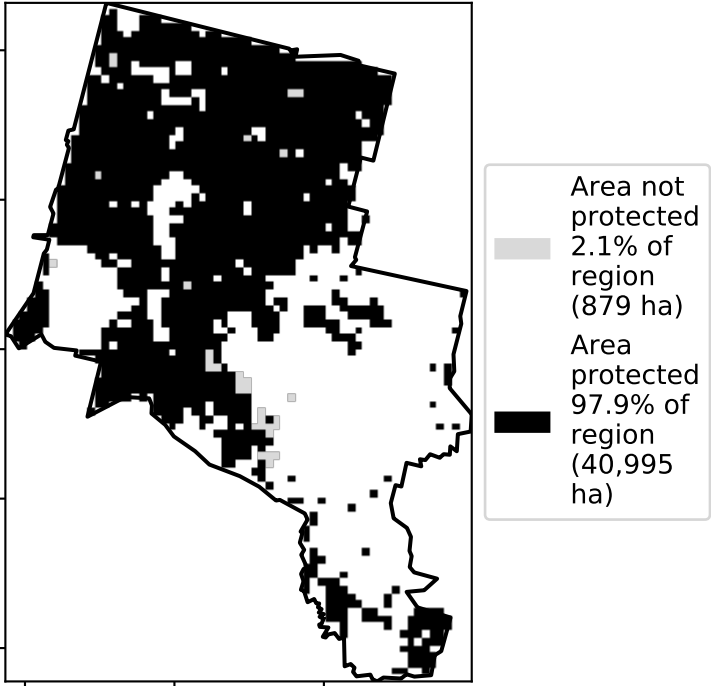 Area not
protected
2.1% of
region
(879 ha)
Area
protected
97.9% of
region
(40,995
ha)